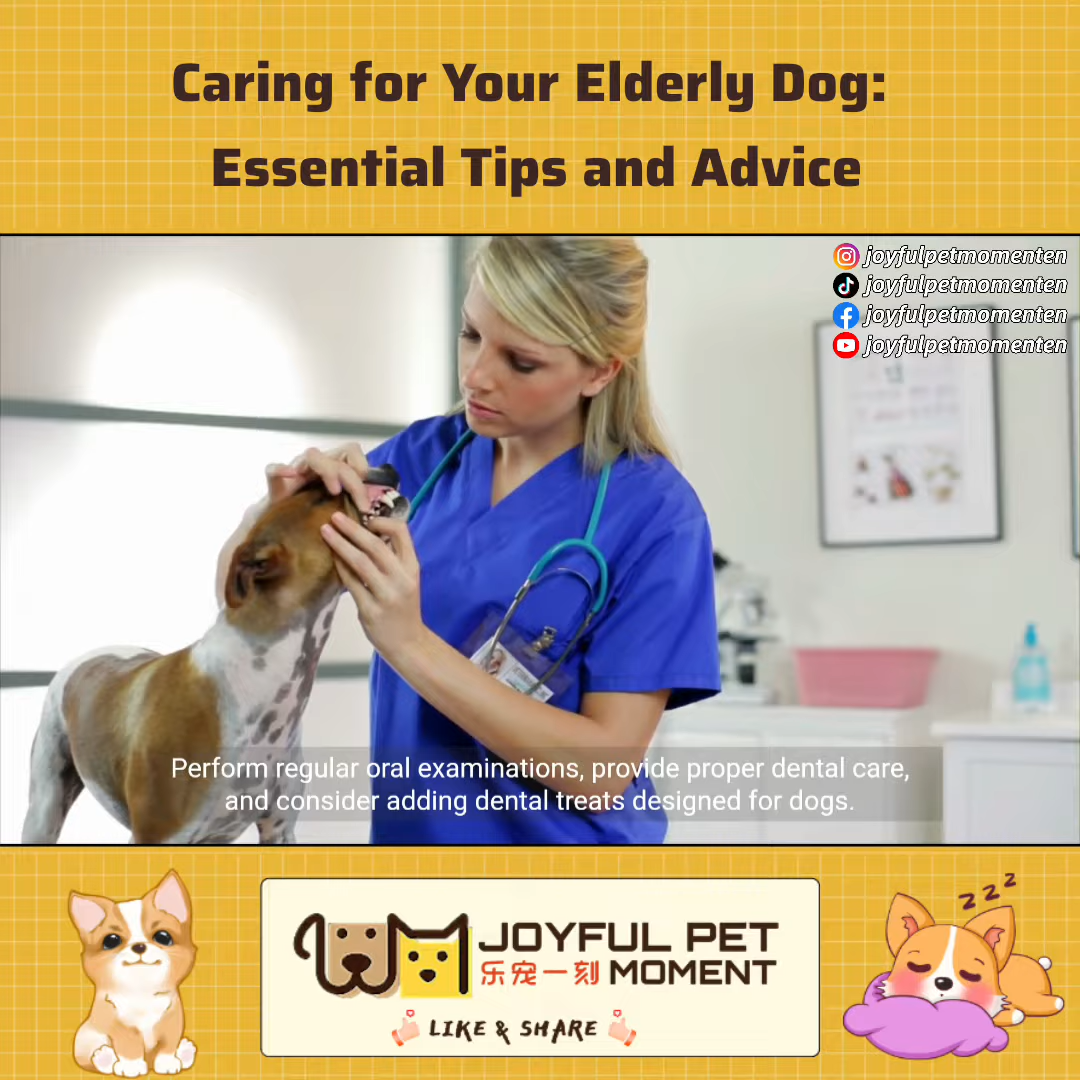 Caring for Your Elderly Dog:
Essential Tips and Advice
joyfulpetmomenten
joyfulpetmomenten
joyfulpetmomenten
joyfulpetmomenten
Perform regular oral examinations, provide proper dental care,
and consider adding dental treats designed for dogs.
z z z
JOYFUL PET
乐宠一刻 MOMENT
LIKE & SHARE